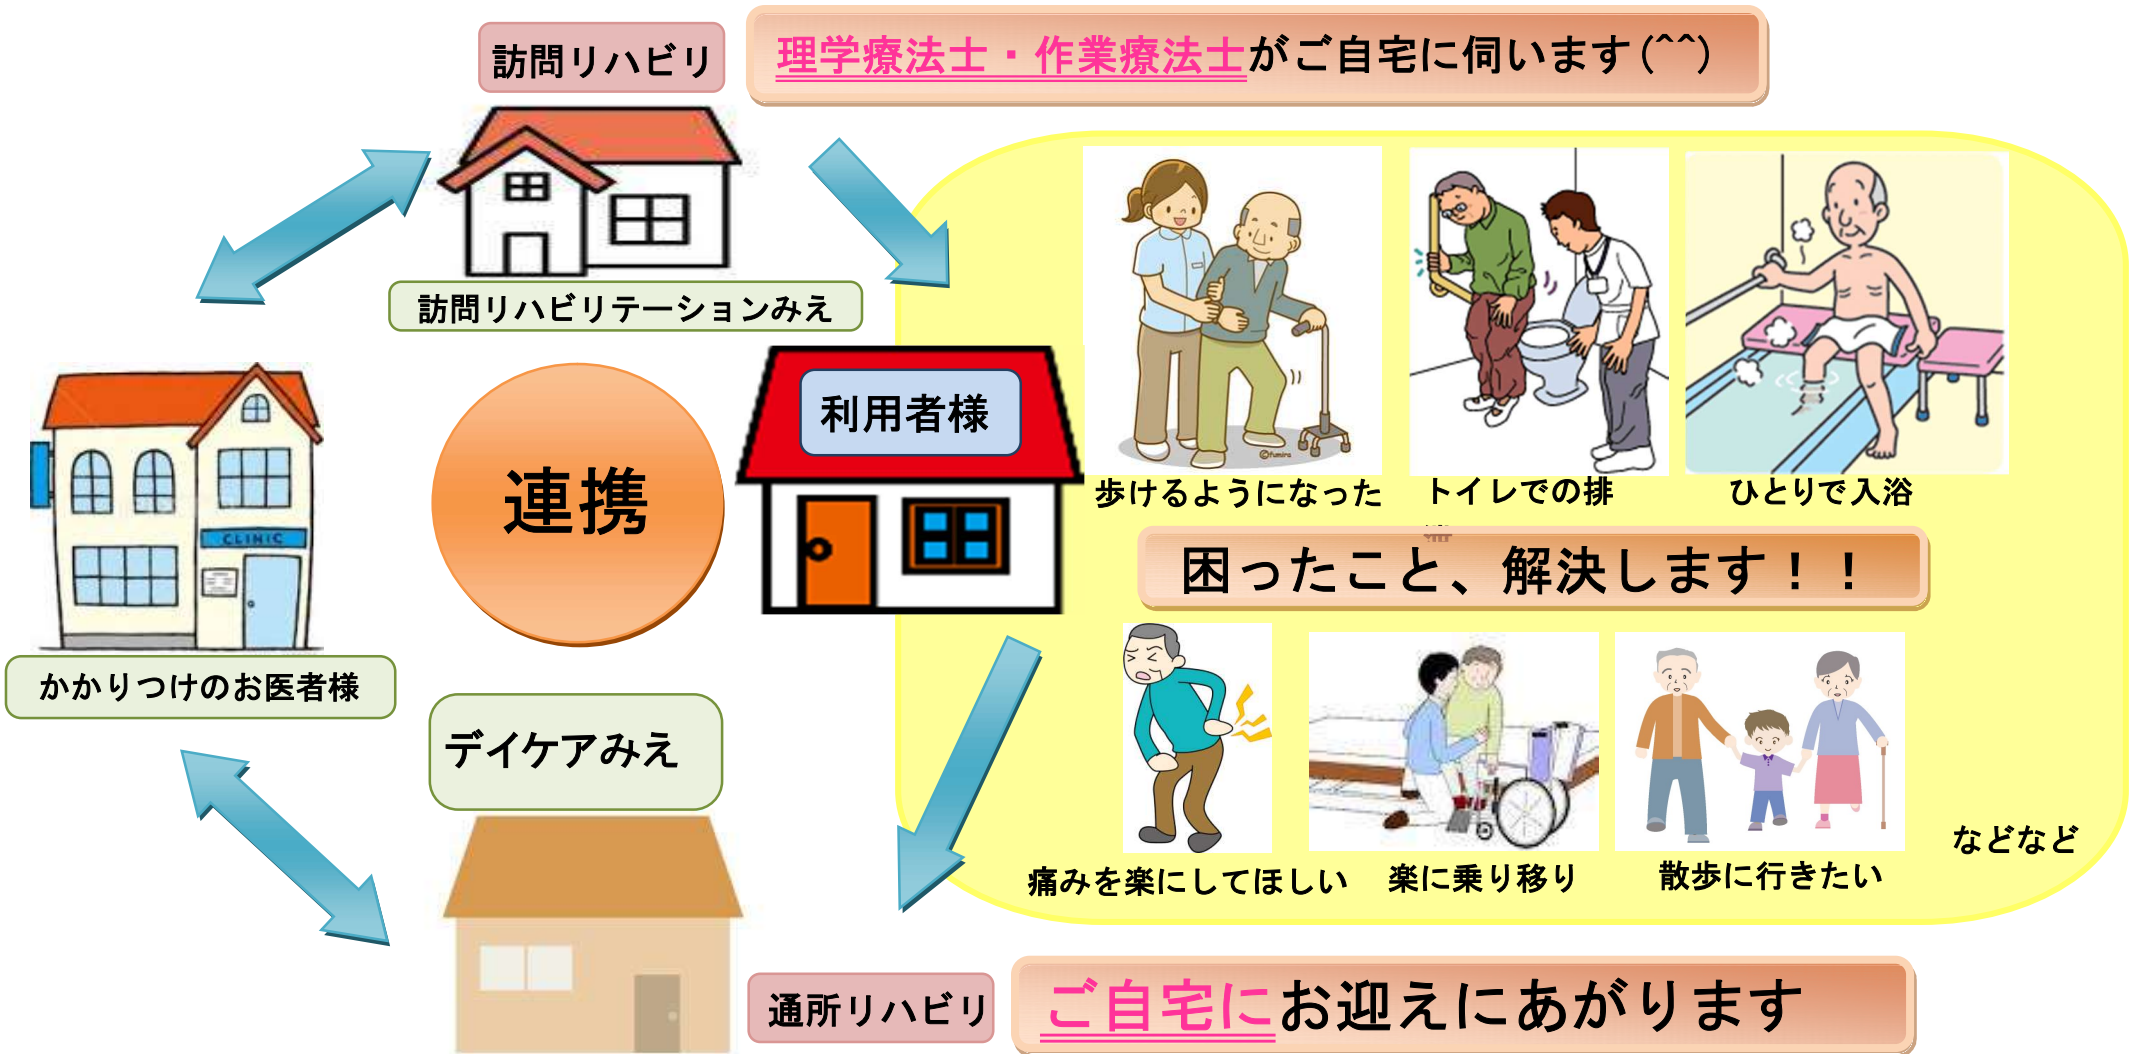 訪問リハビリ
理学療法士・作業療法士がご自宅に伺います(^^)
訪問リハビリテーションみえ
利用者様
連携
CLINIC
かかりつけのお医者様
©fumira
歩けるようになった
トイレでの排
ひとりで入浴
困ったこと、解決します！！
デイケアみえ
痛みを楽にしてほしい
楽に乗り移り
散歩に行きたい
などなど
通所リハビリ
ご自宅にお迎えにあがります